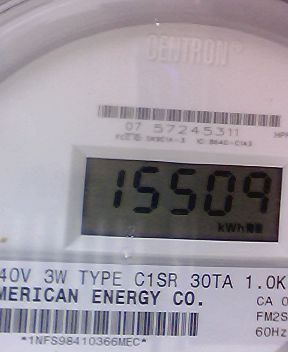 CENTRON®
07 57245311
15509
kWh
40V 3W TYPE C1SR 30TA 1.0K
MERICAN ENERGY CO.
CA 0
FM2S
60Hz
*1NFS98410366MEC*